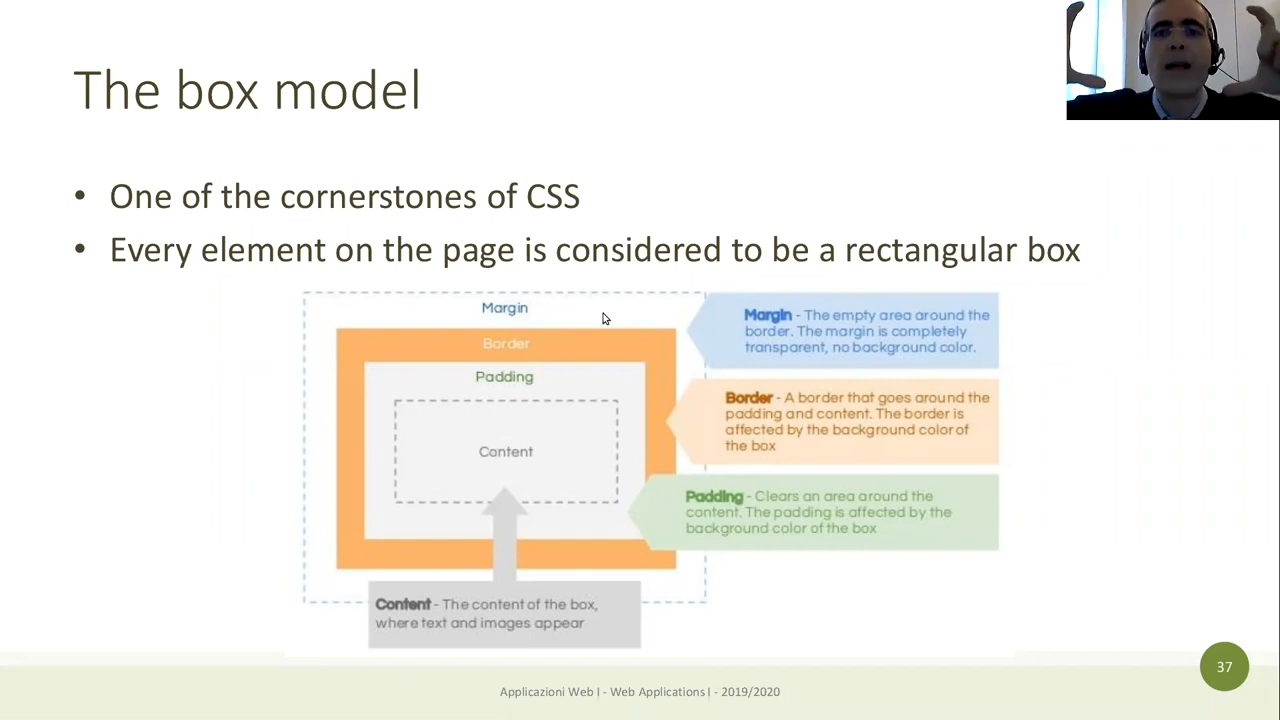 The box model
• One of the cornerstones of CSS
• Every element on the page is considered to be a rectangular box
Margin
Border
Padding
Content
Margin - The empty area around the
border. The margin is completely
transparent, no background color.
Border - A border that goes around the
padding and content. The border is
affected by the background color of
the box
Padding - Clears an area around the
content. The padding is affected by the
background color of the box
Content - The content of the box,
where text and images appear
Applicazioni Web I - Web Applications I - 2019/2020
37